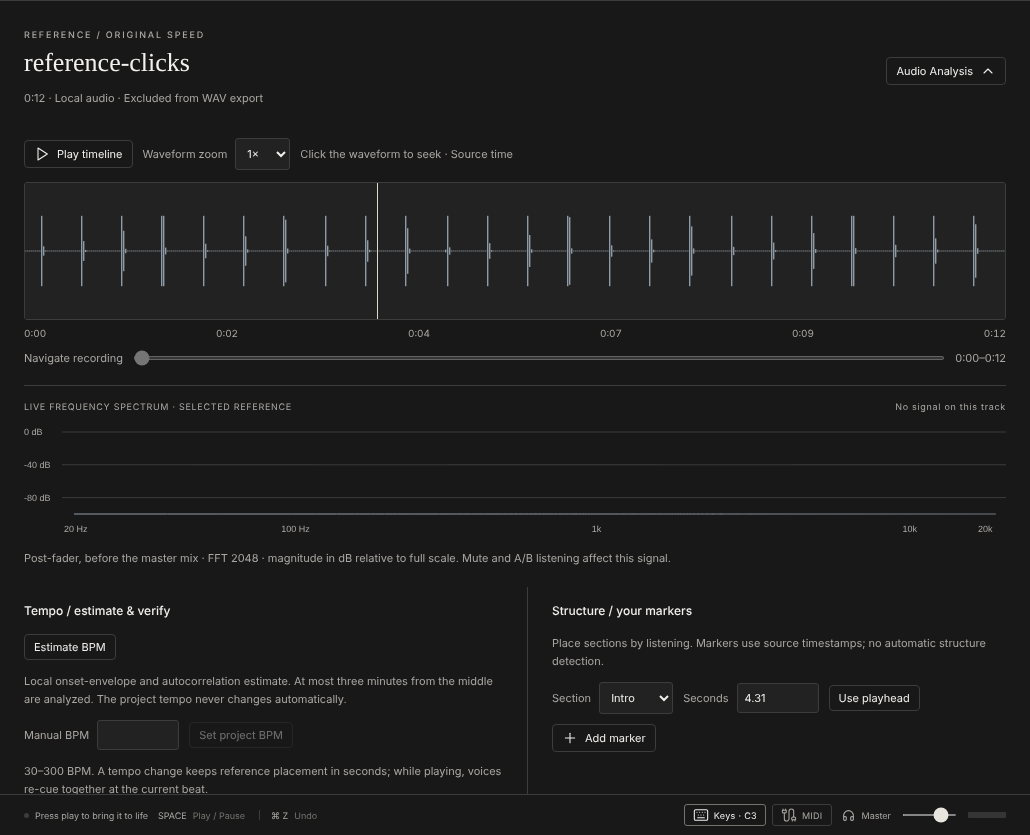 REFERENCE / ORIGINAL SPEED
reference-clicks
Audio Analysis
0:12 · Local audio · Excluded from WAV export
Play timeline
Waveform zoom
1×
Click the waveform to seek · Source time
0:00 0:02 0:04 0:07 0:09 0:12
Navigate recording 0:00–0:12
LIVE FREQUENCY SPECTRUM · SELECTED REFERENCE
No signal on this track
0 dB
-40 dB
-80 dB
20 Hz 100 Hz 1k 10k 20k
Post-fader, before the master mix · FFT 2048 · magnitude in dB relative to full scale. Mute and A/B listening affect this signal.
Tempo / estimate & verify
Estimate BPM
Local onset-envelope and autocorrelation estimate. At most three minutes from the middle
are analyzed. The project tempo never changes automatically.
Manual BPM Set project BPM
30–300 BPM. A tempo change keeps reference placement in seconds; while playing, voices
re-cue together at the current beat.
Structure / your markers
Place sections by listening. Markers use source timestamps; no automatic structure
detection.
Section Intro Seconds 4.31 Use playhead
Add marker
Press play to bring it to life SPACE Play / Pause ⌘ Z Undo
Keys · C3 MIDI Master